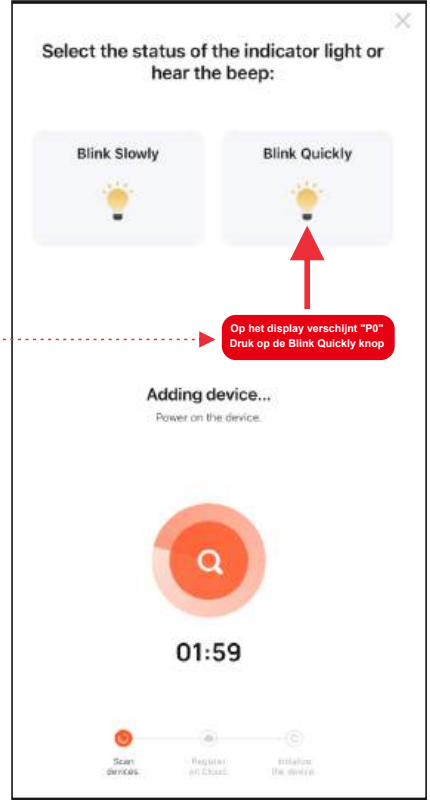 Select the status of the indicator light or
hear the beep:
Blink Slowly
Blink Quickly
Op het display verschijnt "P0"
Druk op de Blink Quickly knop
Adding device...
Power on the device.
01:59
Scan
devices.
Register
on Cloud.
Initialize
the device.